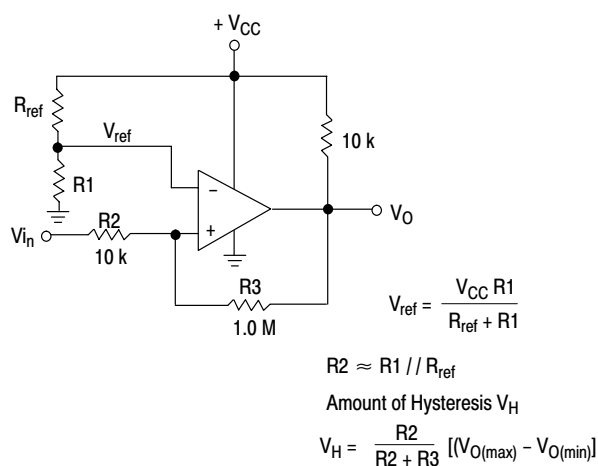 + V_CC
R_ref
V_ref
10 k
R1
–
+
V_O
Vi_n
R2
10 k
R3
1.0 M
V_ref = V_CC R1 / R_ref + R1
R2 ≈ R1 // R_ref
Amount of Hysteresis V_H
V_H = R2 / R2 + R3 [(V_O(max) – V_O(min)]